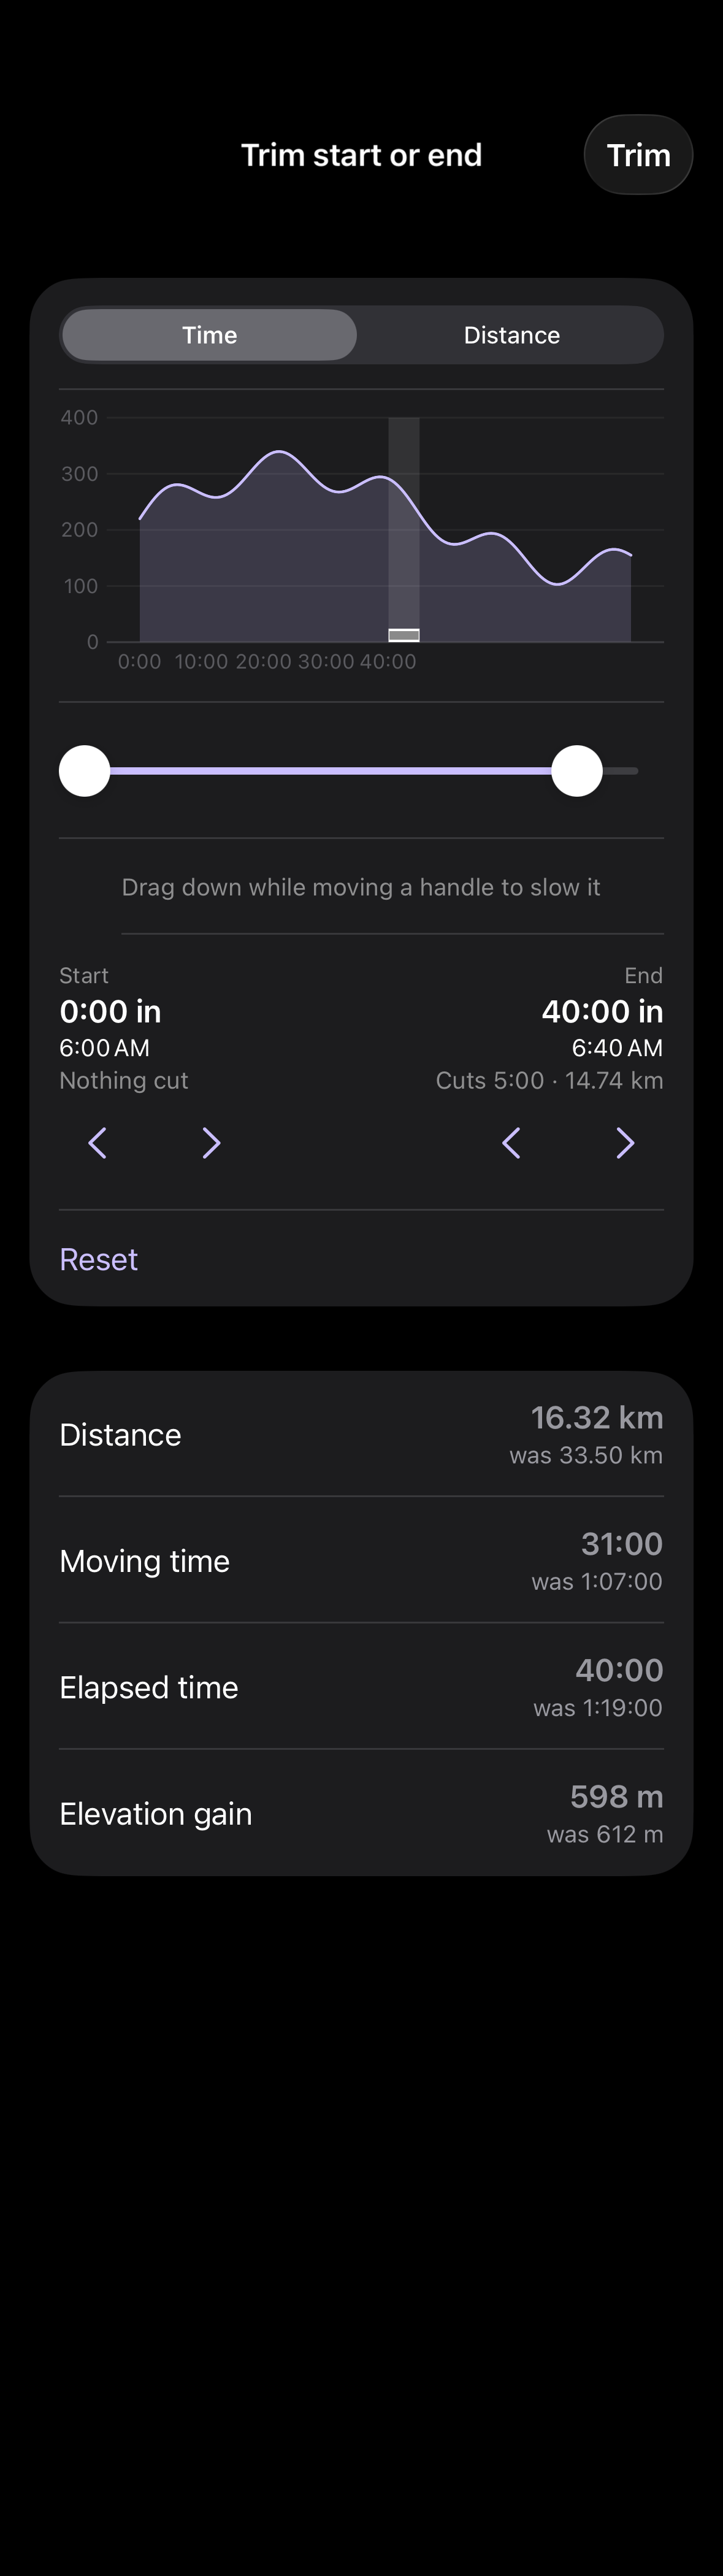 Trim start or end
Trim
Time
Distance
400
300
200
100
0
0:00 10:00 20:00 30:00 40:00
Drag down while moving a handle to slow it
Start
End
0:00 in
40:00 in
6:00 AM
6:40 AM
Nothing cut
Cuts 5:00 · 14.74 km
Reset
Distance
16.32 km
was 33.50 km
Moving time
31:00
was 1:07:00
Elapsed time
40:00
was 1:19:00
Elevation gain
598 m
was 612 m